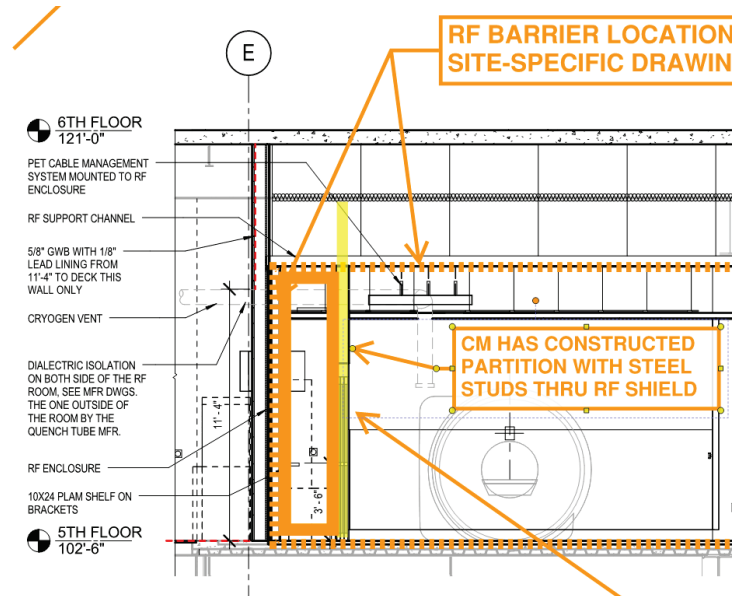 RF BARRIER LOCATION
SITE-SPECIFIC DRAWIN
E
6TH FLOOR
121'-0"
PET CABLE MANAGEMENT
SYSTEM MOUNTED TO RF
ENCLOSURE
RF SUPPORT CHANNEL
5/8" GWB WITH 1/8"
LEAD LINING FROM
11'-4" TO DECK THIS
WALL ONLY
CRYOGEN VENT
CM HAS CONSTRUCTED
PARTITION WITH STEEL
STUDS THRU RF SHIELD
DIALECTRIC ISOLATION
ON BOTH SIDE OF THE RF
ROOM, SEE MFR DWGS.
THE ONE OUTSIDE OF
THE ROOM BY THE
QUENCH TUBE MFR.
11'- 4"
RF ENCLOSURE
10X24 PLAM SHELF ON
BRACKETS
3' - 6"
5TH FLOOR
102'-6"